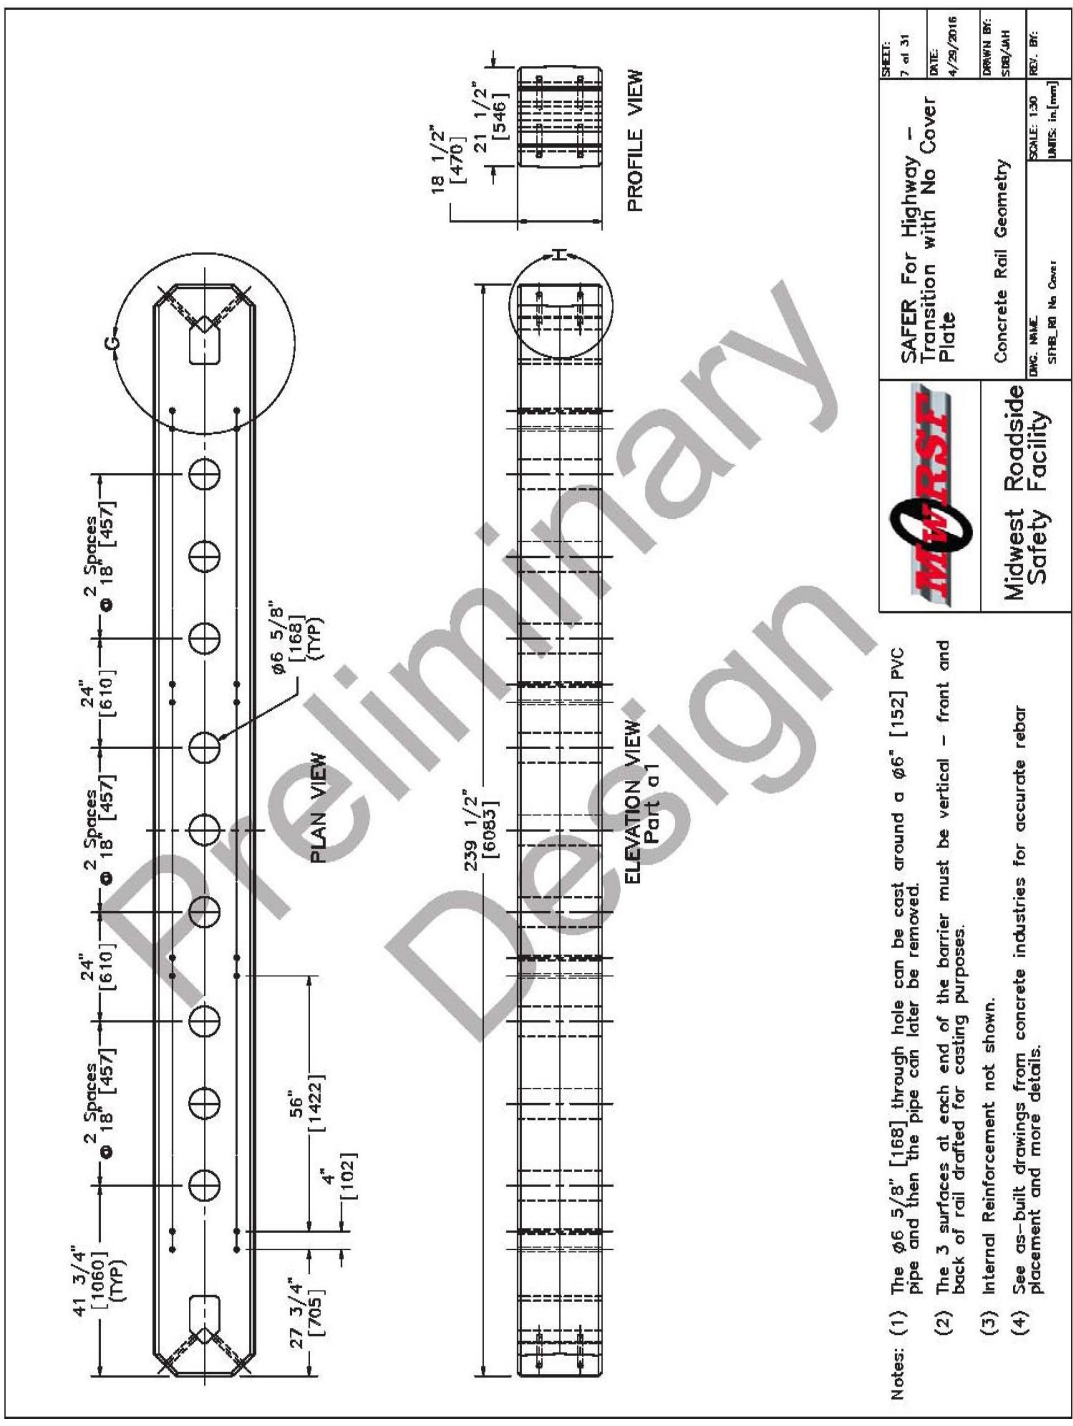 41 3/4"
[1060]
(TYP)
2 Spaces
@ 18" [457]
24"
[610]
2 Spaces
@ 18" [457]
24"
[610]
2 Spaces
@ 18" [457]
G
27 3/4"
[705]
4"
[102]
56"
[1422]
ø6 5/8"
[168]
(TYP)
PLAN VIEW
18 1/2"
[470]
21 1/2"
[546]
PROFILE VIEW
239 1/2"
[6083]
H
ELEVATION VIEW
Part a1
Preliminary
Design
Notes: (1) The ø6 5/8" [168] through hole can be cast around a ø6" [152] PVC
pipe and then the pipe can later be removed.
(2) The 3 surfaces at each end of the barrier must be vertical – front and
back of rail drafted for casting purposes.
(3) Internal Reinforcement not shown.
(4) See as–built drawings from concrete industries for accurate rebar
placement and more details.
MwRSF
Midwest Roadside
Safety Facility
SAFER For Highway –
Transition with No Cover
Plate
Concrete Rail Geometry
SHEET:
7 of 31
DATE:
4/29/2016
DRAWN BY:
SDB/JAH
DWG. NAME.
SFHB_R8 No Cover
SCALE: 1:30
UNITS: in.[mm]
REV. BY: